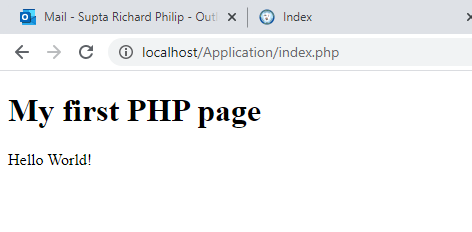 Mail - Supta Richard Philip - Outl
Index
localhost/Application/index.php
My first PHP page
Hello World!